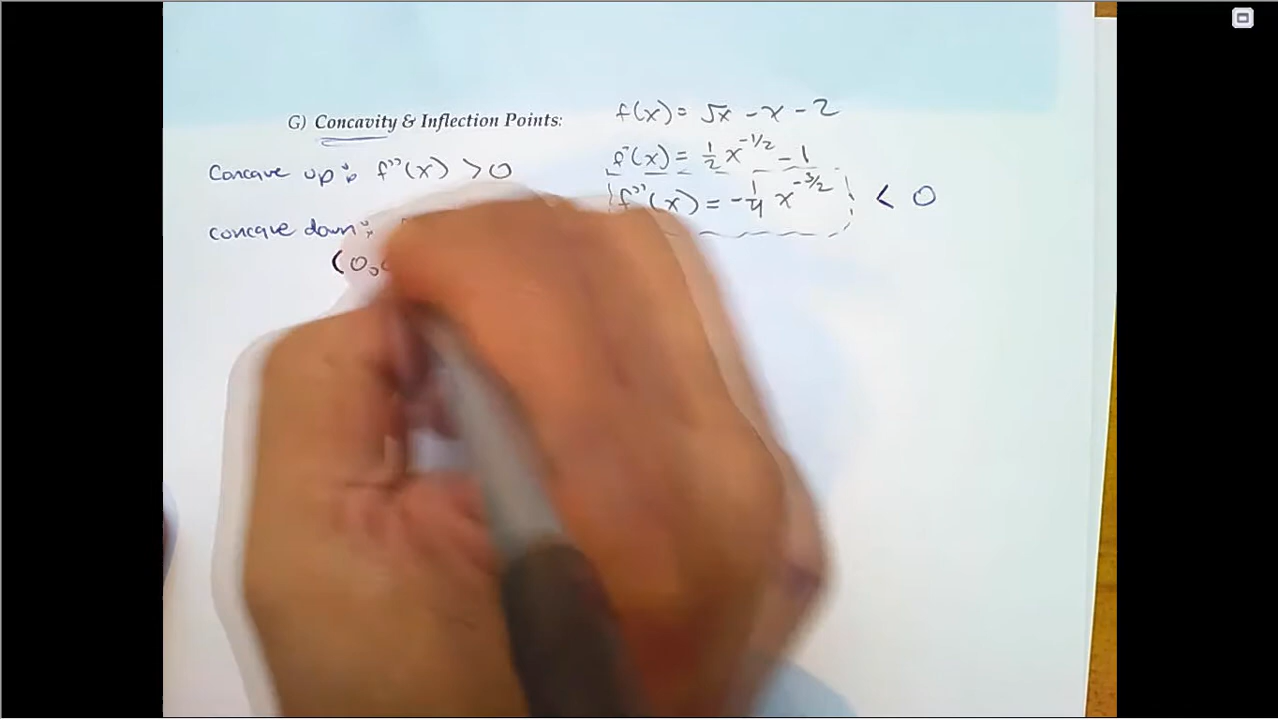 G) Concavity & Inflection Points:
f(x) = √x - x - 2
f'(x) = 1/2 x^-1/2 - 1
Concave up: f''(x) > 0
f''(x) = -1/4 x^-3/2 < 0
concave down:
(0,